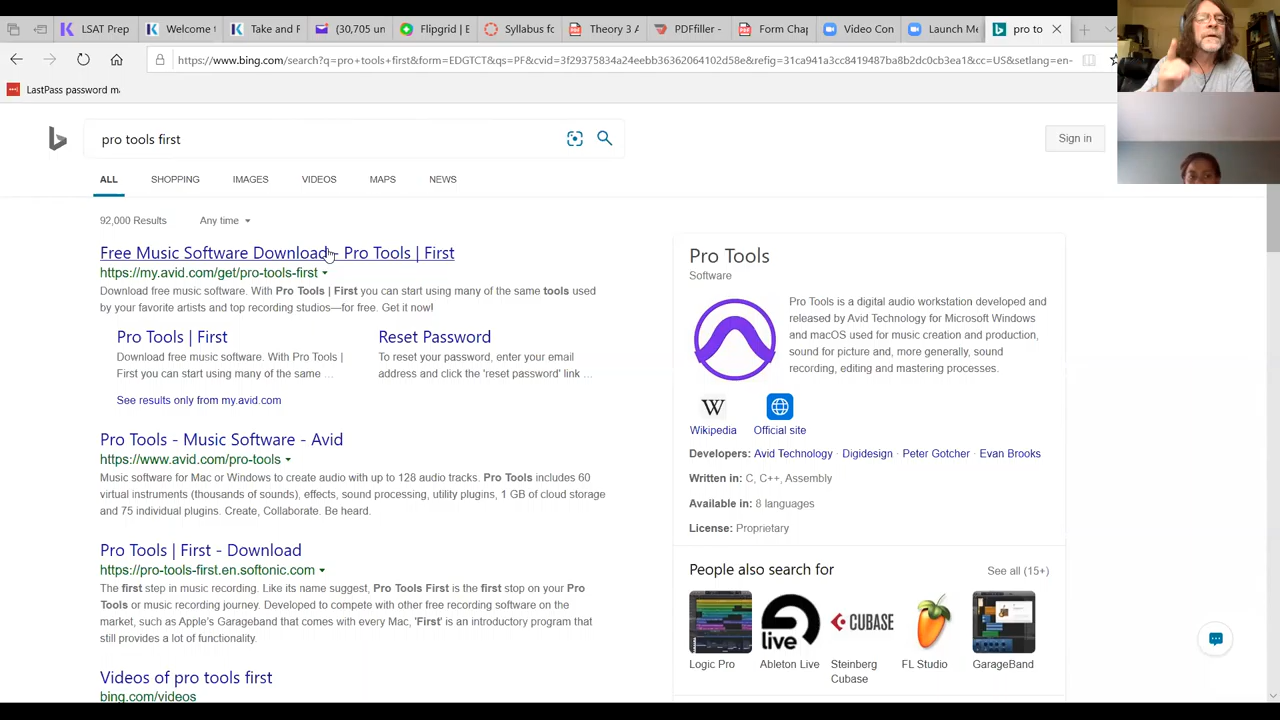 LSAT Prep
Welcome
Take and
(30,705 un
Flipgrid |
Syllabus fo
Theory 3 A
PDFfiller -
Form Chap
Video Con
Launch Me
pro to
https://www.bing.com/search?q=pro+tools+first&form=EDGTCT&qs=PF&cvid=3f29375834a24eebb36362064102d58e&refig=31ca941a3cc8419487ba8b2dc0cb3ea1&cc=US&setlang=en-
LastPass password ma
pro tools first
Sign in
ALL SHOPPING IMAGES VIDEOS MAPS NEWS
92,000 Results Any time
Free Music Software Download - Pro Tools | First
https://my.avid.com/get/pro-tools-first
Download free music software. With Pro Tools | First you can start using many of the same tools used
by your favorite artists and top recording studios—for free. Get it now!
Pro Tools | First
Download free music software. With Pro Tools |
First you can start using many of the same ...
Reset Password
To reset your password, enter your email
address and click the 'reset password' link ...
See results only from my.avid.com
Pro Tools - Music Software - Avid
https://www.avid.com/pro-tools
Music software for Mac or Windows to create audio with up to 128 audio tracks. Pro Tools includes 60
virtual instruments (thousands of sounds), effects, sound processing, utility plugins, 1 GB of cloud storage
and 75 individual plugins. Create, Collaborate. Be heard.
Pro Tools | First - Download
https://pro-tools-first.en.softonic.com
The first step in music recording. Like its name suggest, Pro Tools First is the first stop on your Pro
Tools or music recording journey. Developed to compete with other free recording software on the
market, such as Apple's Garageband that comes with every Mac, 'First' is an introductory program that
still provides a lot of functionality.
Videos of pro tools first
bing.com/videos
Pro Tools
Software
Pro Tools is a digital audio workstation developed and
released by Avid Technology for Microsoft Windows
and macOS used for music creation and production,
sound for picture and, more generally, sound
recording, editing and mastering processes.
W
Wikipedia
Official site
Developers: Avid Technology · Digidesign · Peter Gotcher · Evan Brooks
Written in: C, C++, Assembly
Available in: 8 languages
License: Proprietary
People also search for
See all (15+)
live
CUBASE
Logic Pro
Ableton Live
Steinberg
Cubase
FL Studio
GarageBand